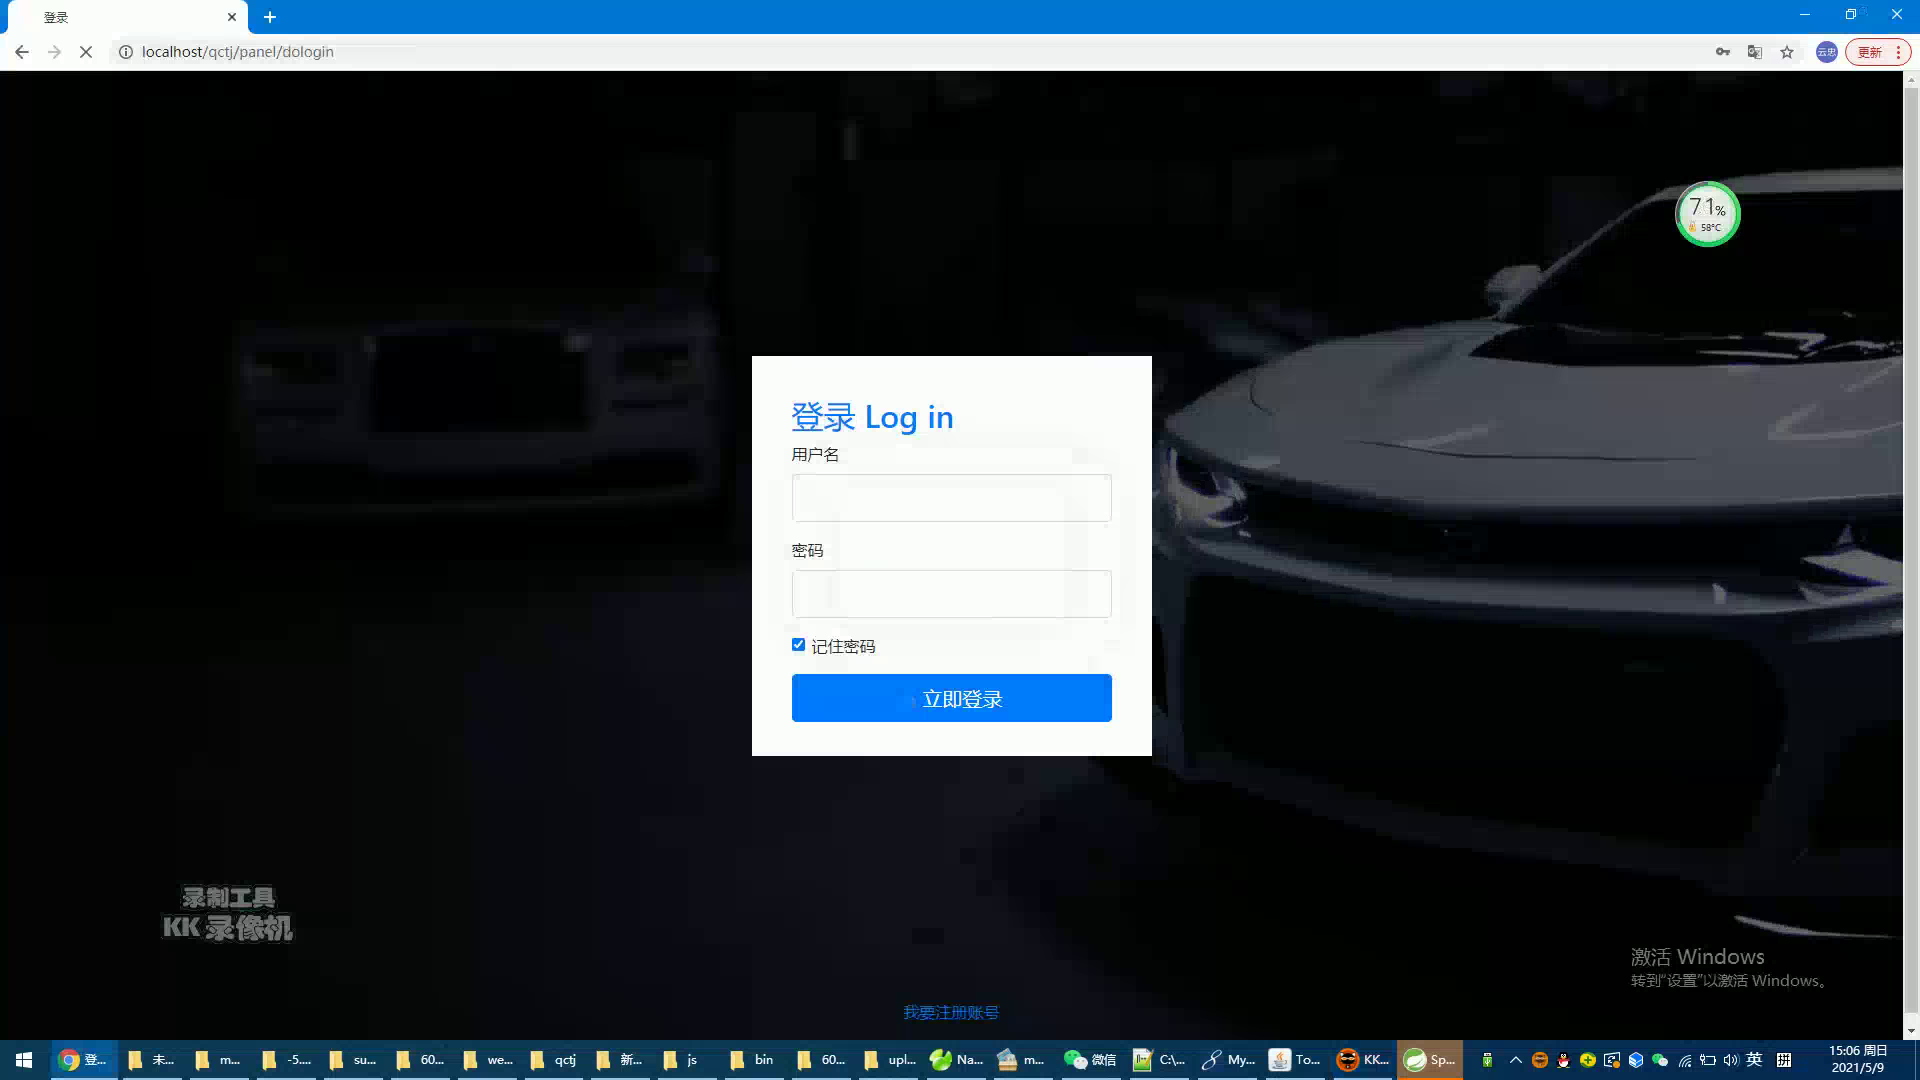 登录
localhost/qctj/panel/dologin
云忠
更新
71%
58°C
登录 Log in
用户名
密码
记住密码
立即登录
录制工具
KK 录像机
激活 Windows
转到“设置”以激活 Windows。
我要注册账号
登... 未... m... -5.... su... 60... we... qctj 新... js bin 60... upl... Na... m... 微信 C:\... My... To... KK... Sp... 英 拼 15:06 周日
2021/5/9